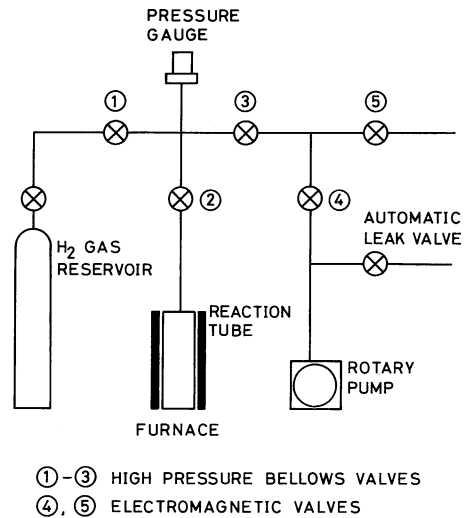 PRESSURE
GAUGE
①
③
⑤
②
④
AUTOMATIC
LEAK VALVE
H₂ GAS
RESERVOIR
REACTION
TUBE
ROTARY
PUMP
FURNACE
①-③ HIGH PRESSURE BELLOWS VALVES
④, ⑤ ELECTROMAGNETIC VALVES